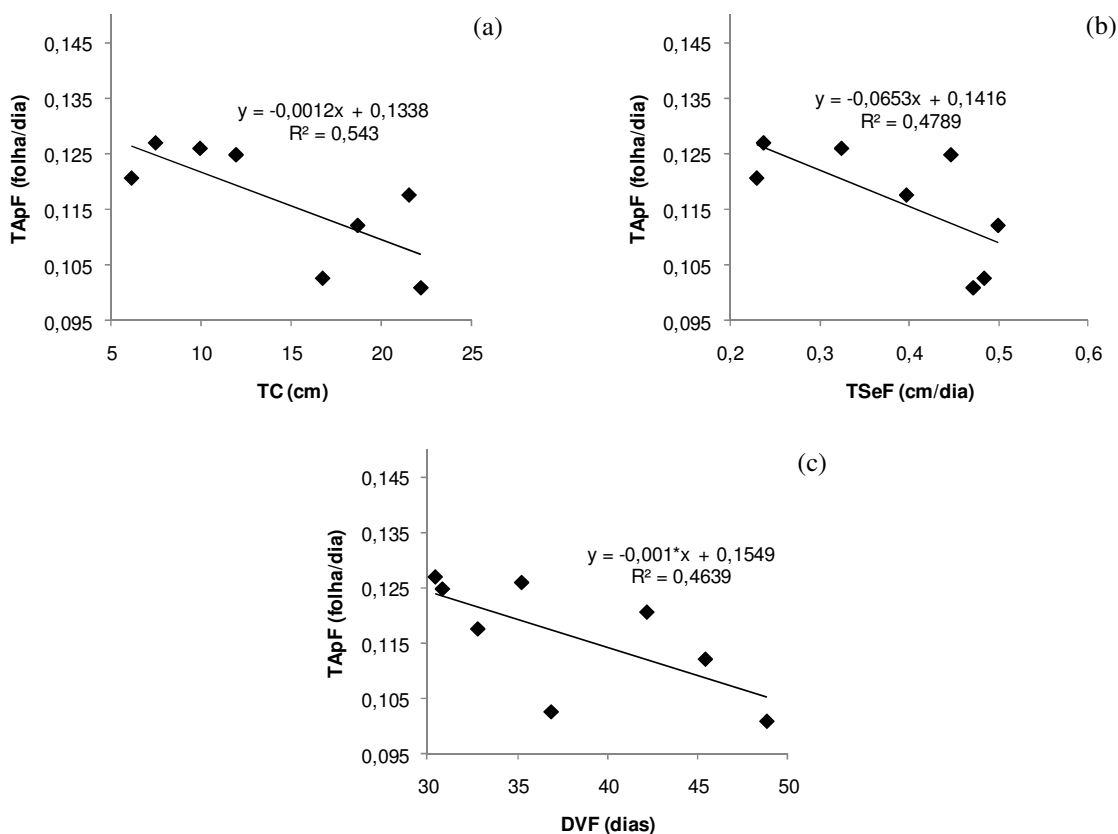 (a)
0,145
0,135
0,125
0,115
0,105
0,095
TApF (folha/dia)
y = -0,0012x + 0,1338
R² = 0,543
5 10 15 20 25
TC (cm)
(b)
0,145
0,135
0,125
0,115
0,105
0,095
TApF (folha/dia)
y = -0,0653x + 0,1416
R² = 0,4789
0,2 0,3 0,4 0,5 0,6
TSeF (cm/dia)
(c)
0,145
0,135
0,125
0,115
0,105
0,095
TApF (folha/dia)
y = -0,001*x + 0,1549
R² = 0,4639
30 35 40 45 50
DVF (dias)